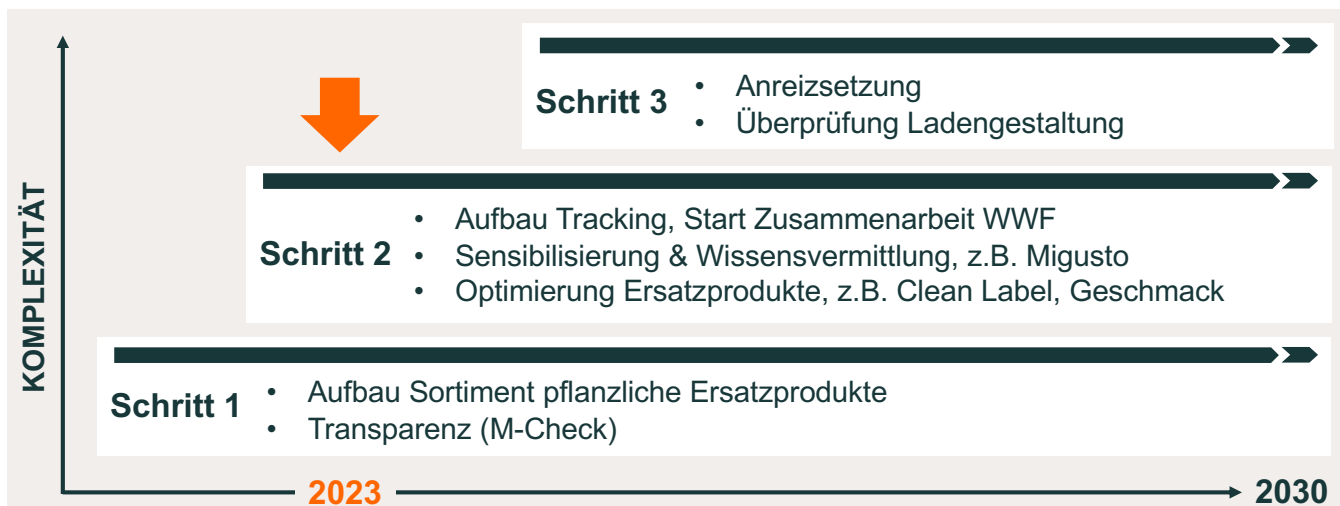 KOMPLEXITÄT
Schritt 3
• Anreizsetzung
• Überprüfung Ladengestaltung
Schritt 2
• Aufbau Tracking, Start Zusammenarbeit WWF
• Sensibilisierung & Wissensvermittlung, z.B. Migusto
• Optimierung Ersatzprodukte, z.B. Clean Label, Geschmack
Schritt 1
• Aufbau Sortiment pflanzliche Ersatzprodukte
• Transparenz (M-Check)
2023
2030